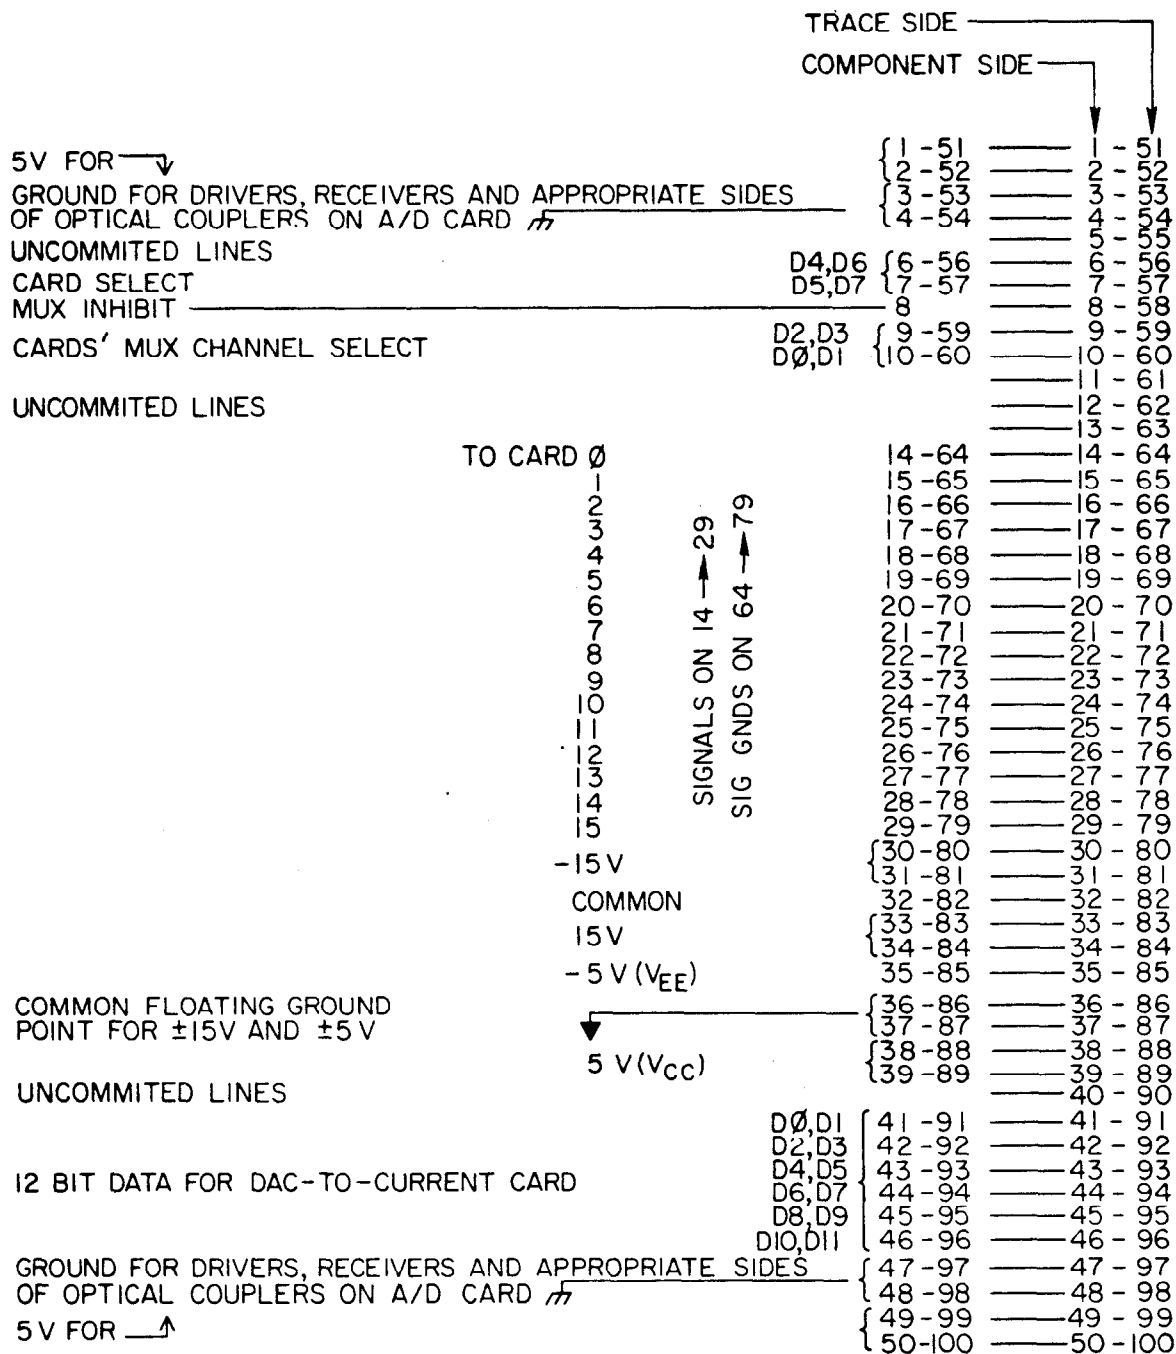 TRACE SIDE
COMPONENT SIDE
5V FOR { 1-51 1 - 51
2-52 2 - 52
GROUND FOR DRIVERS, RECEIVERS AND APPROPRIATE SIDES { 3-53 3 - 53
OF OPTICAL COUPLERS ON A/D CARD 4-54 4 - 54
5 - 55
UNCOMMITED LINES
D4,D6 { 6-56 6 - 56
CARD SELECT D5,D7 7-57 7 - 57
MUX INHIBIT 8 8 - 58
D2,D3 { 9-59 9 - 59
CARDS' MUX CHANNEL SELECT DØ,D1 10-60 10 - 60
11 - 61
UNCOMMITED LINES 12 - 62
13 - 63
TO CARD Ø 14-64 14 - 64
1 15-65 15 - 65
2 16-66 16 - 66
3 17-67 17 - 67
4 18-68 18 - 68
5 19-69 19 - 69
6 20-70 20 - 70
7 21-71 21 - 71
8 22-72 22 - 72
9 23-73 23 - 73
10 24-74 24 - 74
11 25-75 25 - 75
12 26-76 26 - 76
13 27-77 27 - 77
14 28-78 28 - 78
15 29-79 29 - 79
SIGNALS ON 14 → 29
SIG GNDS ON 64 → 79
{ 30-80 30 - 80
-15V 31-81 31 - 81
COMMON 32-82 32 - 82
{ 33-83 33 - 83
15V 34-84 34 - 84
-5 V (VEE) 35-85 35 - 85
COMMON FLOATING GROUND { 36-86 36 - 86
POINT FOR ±15V AND ±5V 37-87 37 - 87
{ 38-88 38 - 88
5 V (VCC) 39-89 39 - 89
UNCOMMITED LINES 40 - 90
DØ,D1 { 41-91 41 - 91
D2,D3 42-92 42 - 92
12 BIT DATA FOR DAC-TO-CURRENT CARD D4,D5 43-93 43 - 93
D6,D7 44-94 44 - 94
D8,D9 45-95 45 - 95
D10,D11 46-96 46 - 96
GROUND FOR DRIVERS, RECEIVERS AND APPROPRIATE SIDES { 47-97 47 - 97
OF OPTICAL COUPLERS ON A/D CARD 48-98 48 - 98
5V FOR { 49-99 49 - 99
50-100 50 - 100